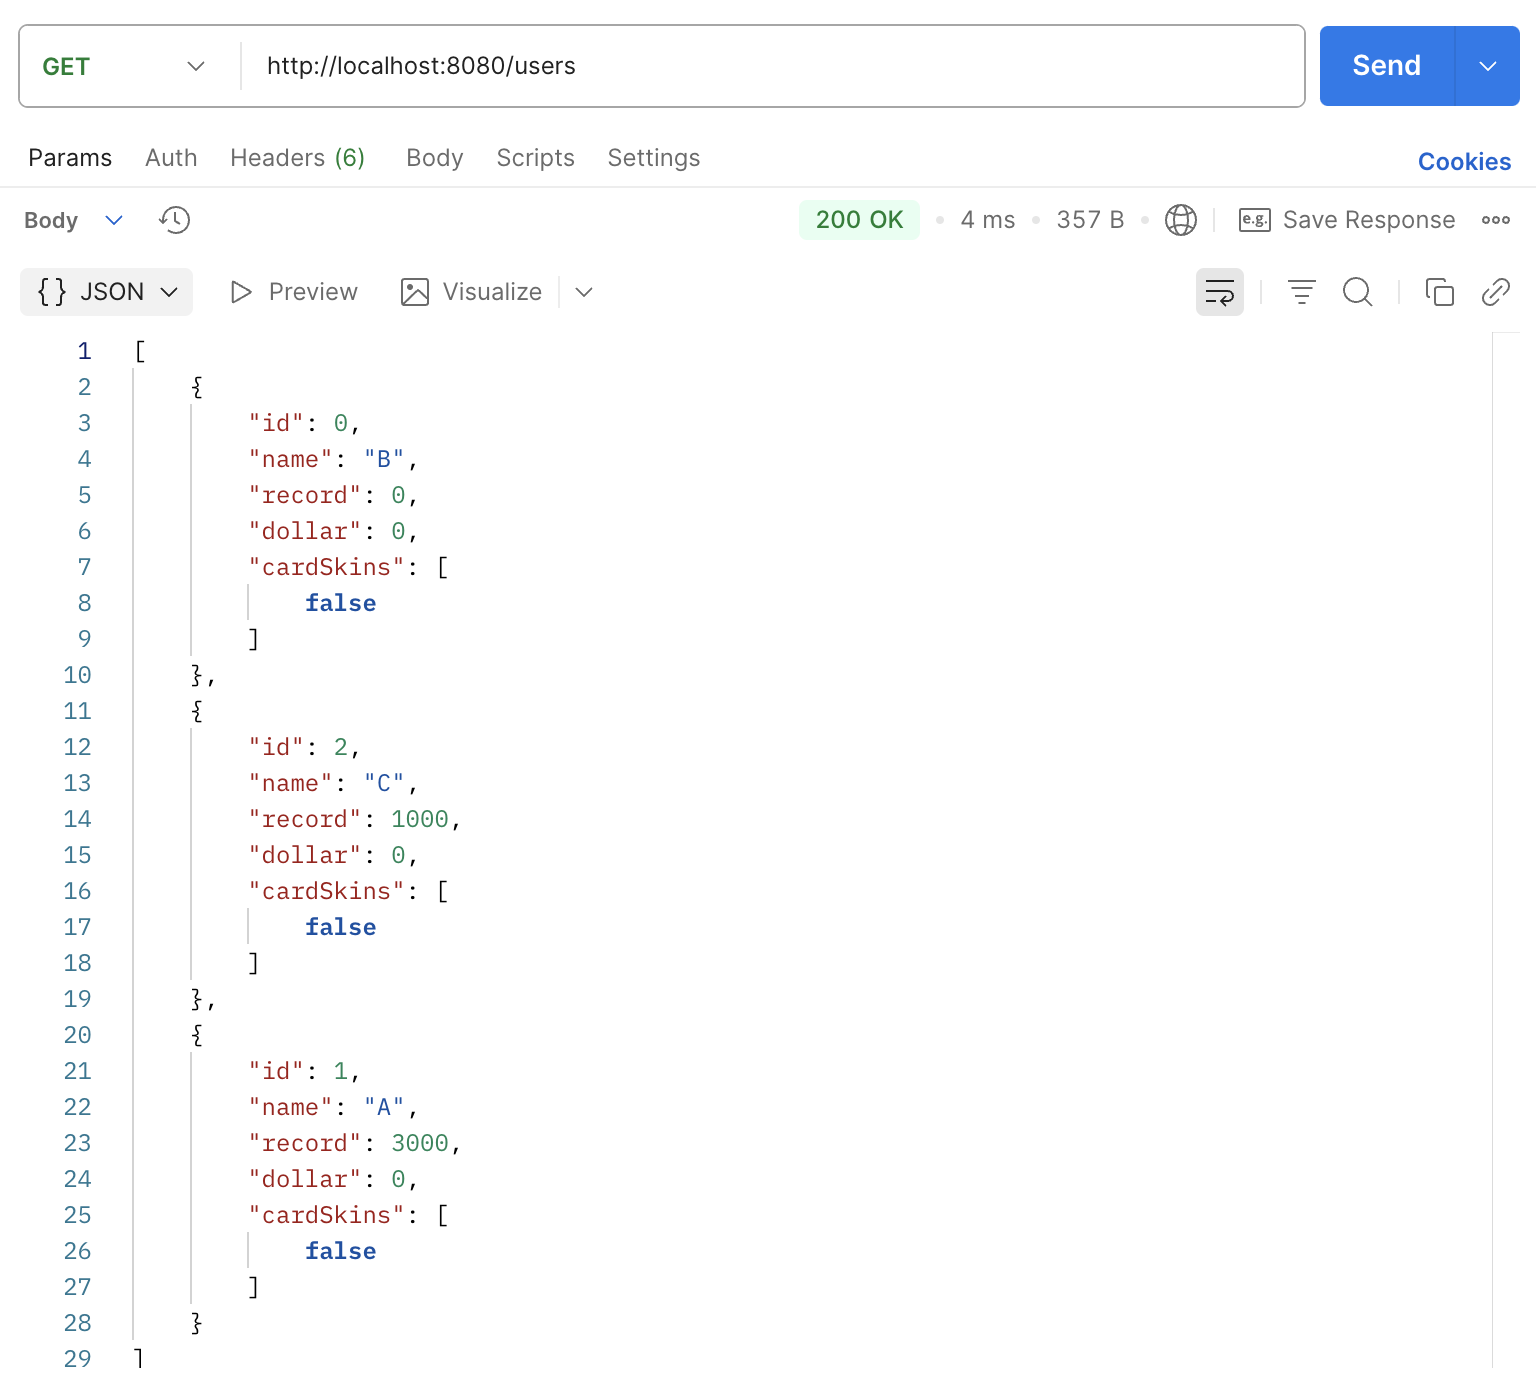 GET http://localhost:8080/users Send
Params Auth Headers (6) Body Scripts Settings Cookies
Body 200 OK 4 ms 357 B e.g. Save Response
{} JSON Preview Visualize
1 [
2 {
3 "id": 0,
4 "name": "B",
5 "record": 0,
6 "dollar": 0,
7 "cardSkins": [
8 false
9 ]
10 },
11 {
12 "id": 2,
13 "name": "C",
14 "record": 1000,
15 "dollar": 0,
16 "cardSkins": [
17 false
18 ]
19 },
20 {
21 "id": 1,
22 "name": "A",
23 "record": 3000,
24 "dollar": 0,
25 "cardSkins": [
26 false
27 ]
28 }
29 ]